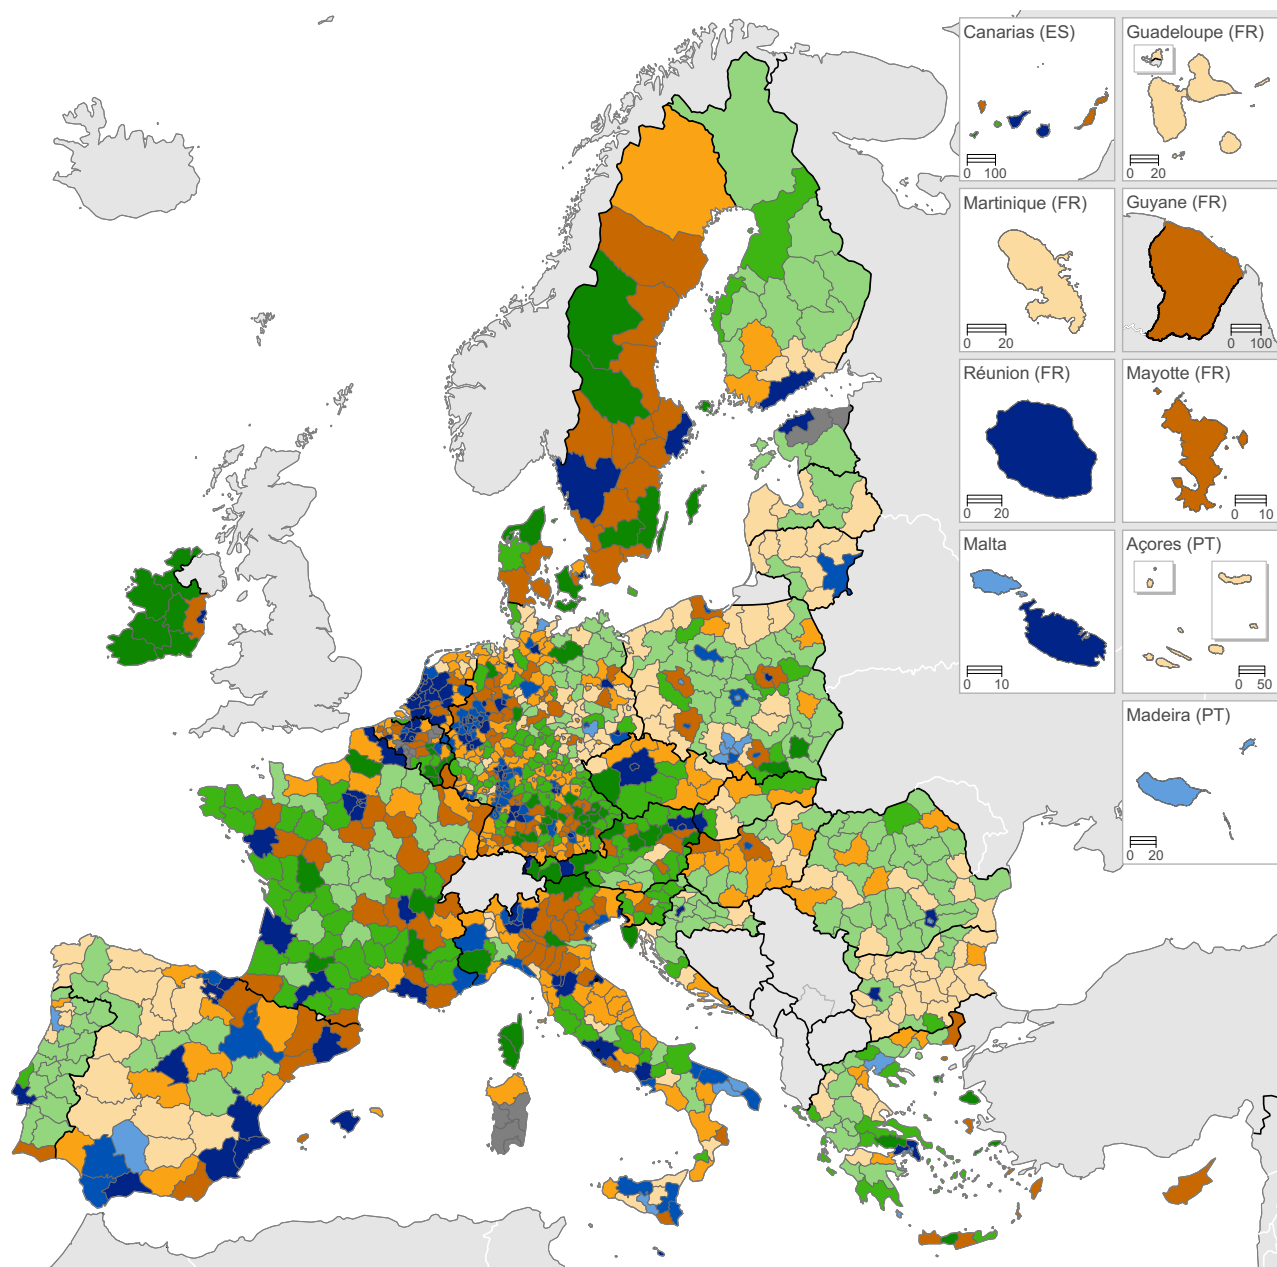 Canarias (ES)
0 100
Guadeloupe (FR)
0 20
Martinique (FR)
0 20
Guyane (FR)
0 100
Réunion (FR)
0 20
Mayotte (FR)
0 10
Malta
0 10
Açores (PT)
0 50
Madeira (PT)
0 20